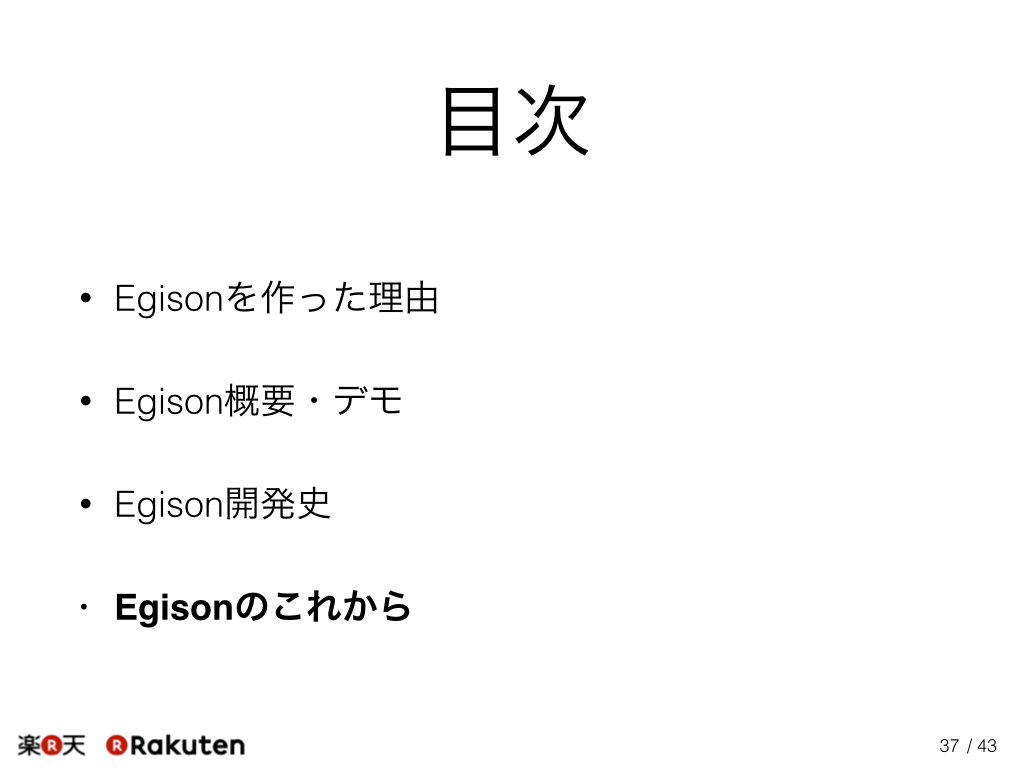 目次
• Egisonを作った理由
• Egison概要・デモ
• Egison開発史
• Egisonのこれから
楽R天 RRakuten 37 / 43